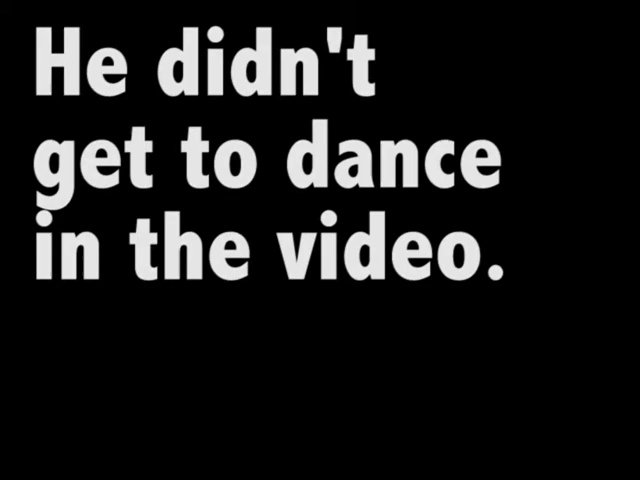 He didn't
get to dance
in the video.